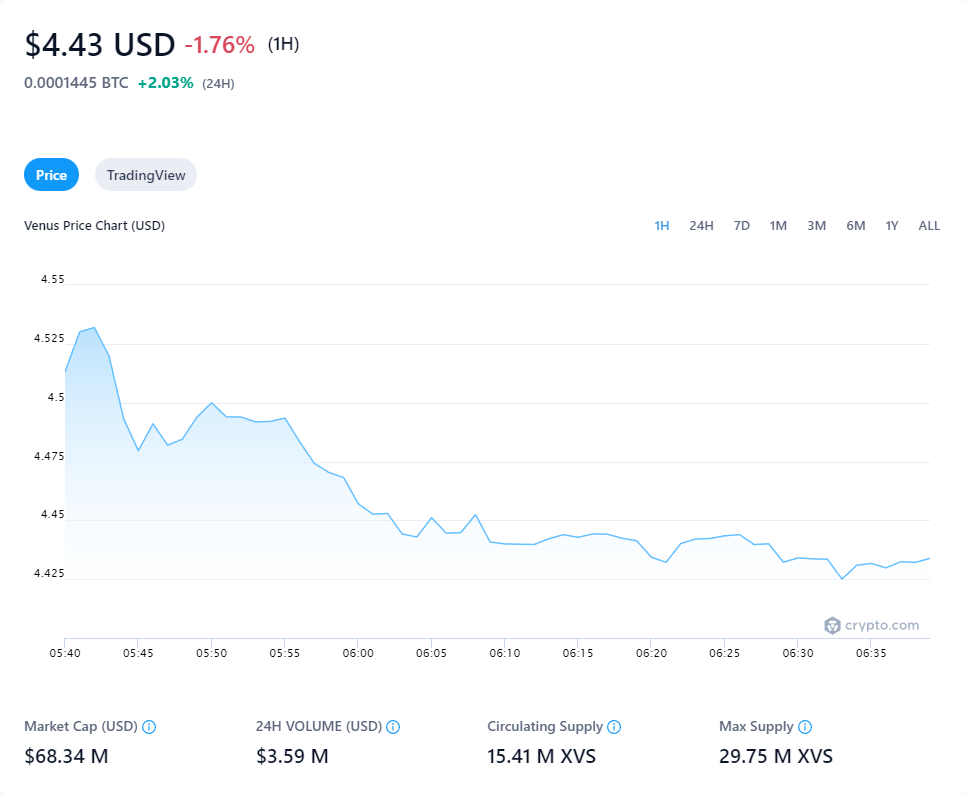 $4.43 USD -1.76% (1H)
0.0001445 BTC +2.03% (24H)
Price TradingView
Venus Price Chart (USD) 1H 24H 7D 1M 3M 6M 1Y ALL
4.55
4.525
4.5
4.475
4.45
4.425
crypto.com
05:40 05:45 05:50 05:55 06:00 06:05 06:10 06:15 06:20 06:25 06:30 06:35
Market Cap (USD) 24H VOLUME (USD) Circulating Supply Max Supply
$68.34 M $3.59 M 15.41 M XVS 29.75 M XVS